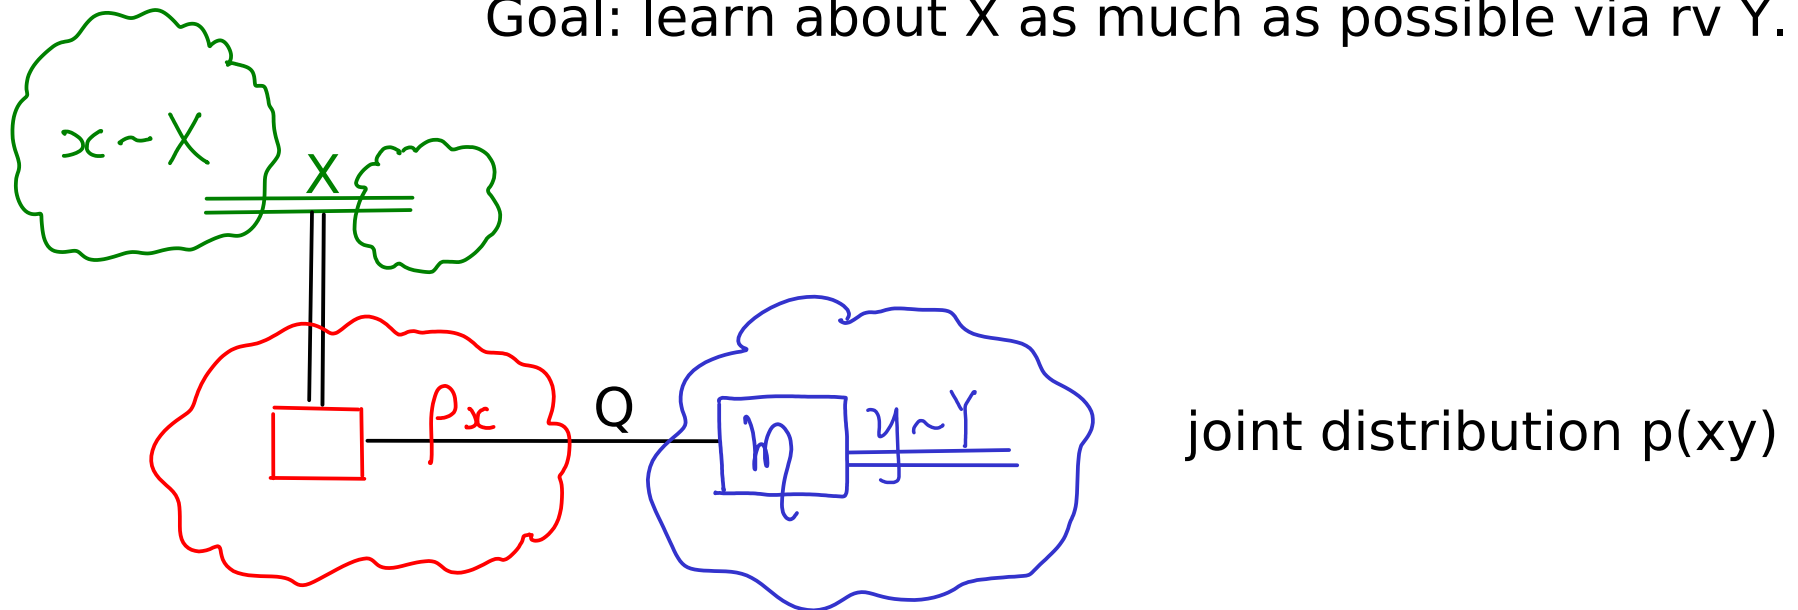 Goal: learn about X as much as possible via rv Y.
x ~ X
X
ρx
Q
η
y ~ Y
joint distribution p(xy)